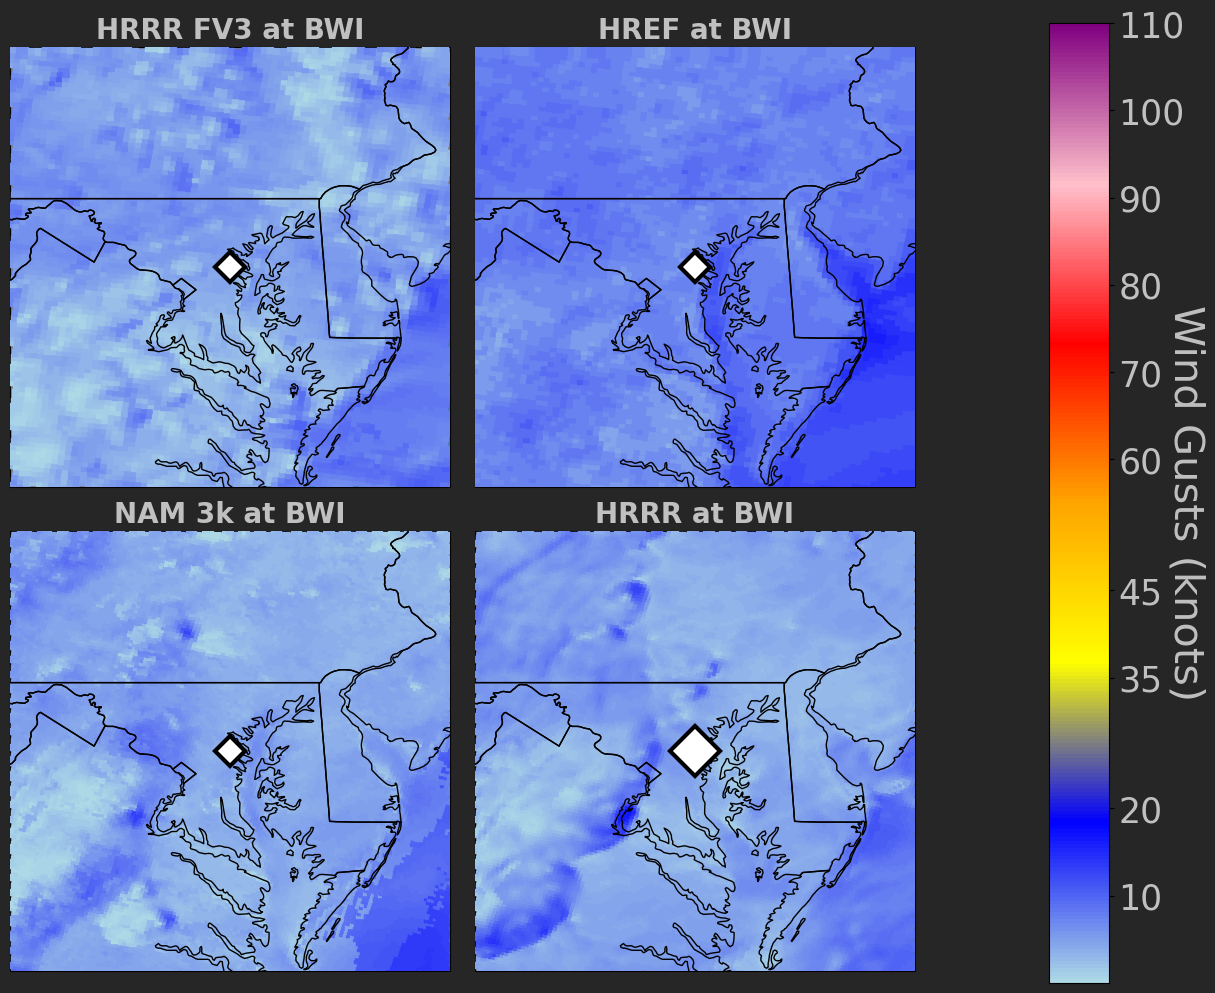 HRRR FV3 at BWI
HREF at BWI
NAM 3k at BWI
HRRR at BWI
110
100
90
80
70
60
45
35
20
10
Wind Gusts (knots)